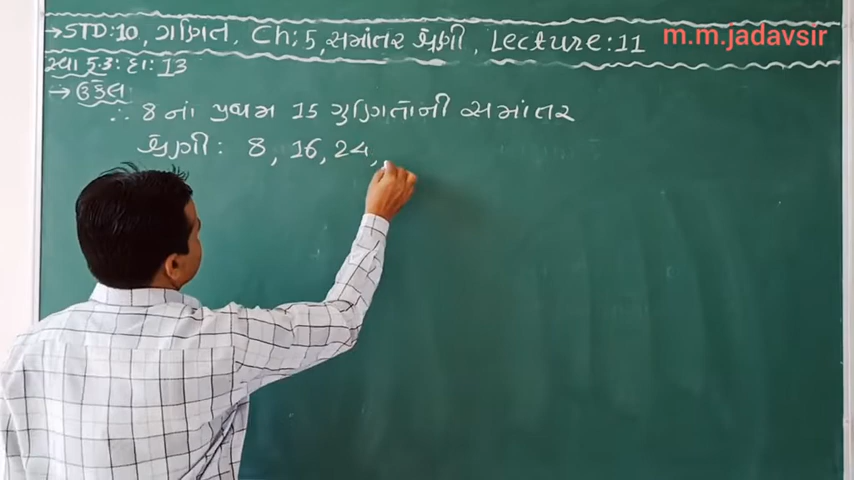 →STD:10, ગણિત, Ch:5, સમાંતર શ્રેણી, Lecture:11
m.m.jadavsir
સ્વા 5.3: દા:13
→ ઉકેલ
∴ 8 નાં પ્રથમ 15 ગુણિતોની સમાંતર
શ્રેણી: 8, 16, 24,